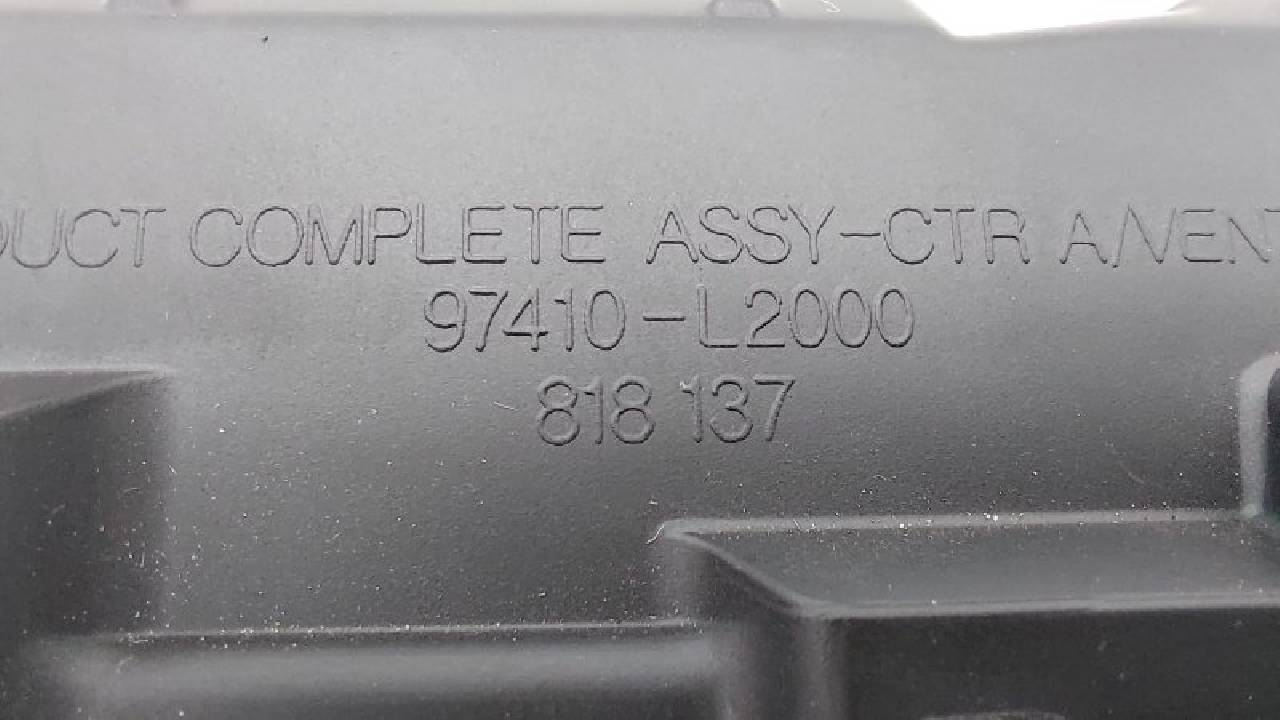 DUCT COMPLETE ASSY-CTR A/VENT
97410-L2000
818 137